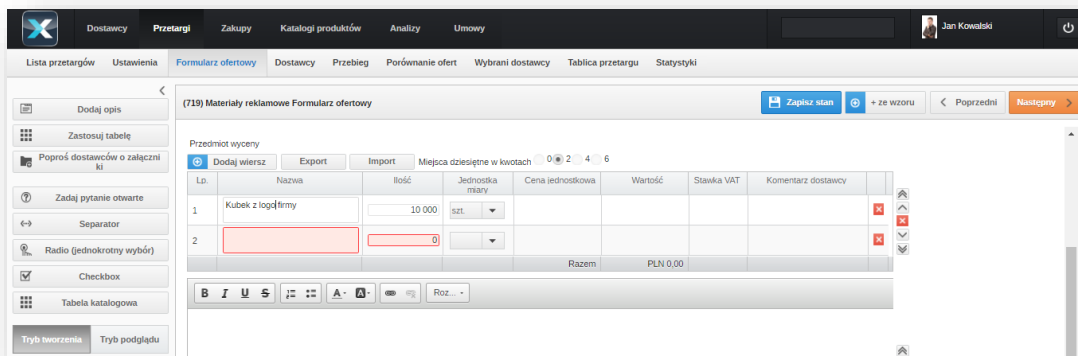 Dostawcy Przetargi Zakupy Katalogi produktów Analizy Umowy Jan Kowalski
Lista przetargów Ustawienia Formularz ofertowy Dostawcy Przebieg Porównanie ofert Wybrani dostawcy Tablica przetargu Statystyki
Dodaj opis
Zastosuj tabelę
Poproś dostawców o załączni
ki
Zadaj pytanie otwarte
Separator
Radio (jednokrotny wybór)
Checkbox
Tabela katalogowa
Tryb tworzenia Tryb podglądu
(719) Materiały reklamowe Formularz ofertowy
Zapisz stan + ze wzoru Poprzedni Następny
Przedmiot wyceny
Dodaj wiersz Export Import Miejsca dziesiętne w kwotach 0 2 4 6
Lp. Nazwa Ilość Jednostka
miary Cena jednostkowa Wartość Stawka VAT Komentarz dostawcy
1 Kubek z logo firmy 10 000 szt.
2 0
Razem PLN 0,00
B I U S A A Roz...